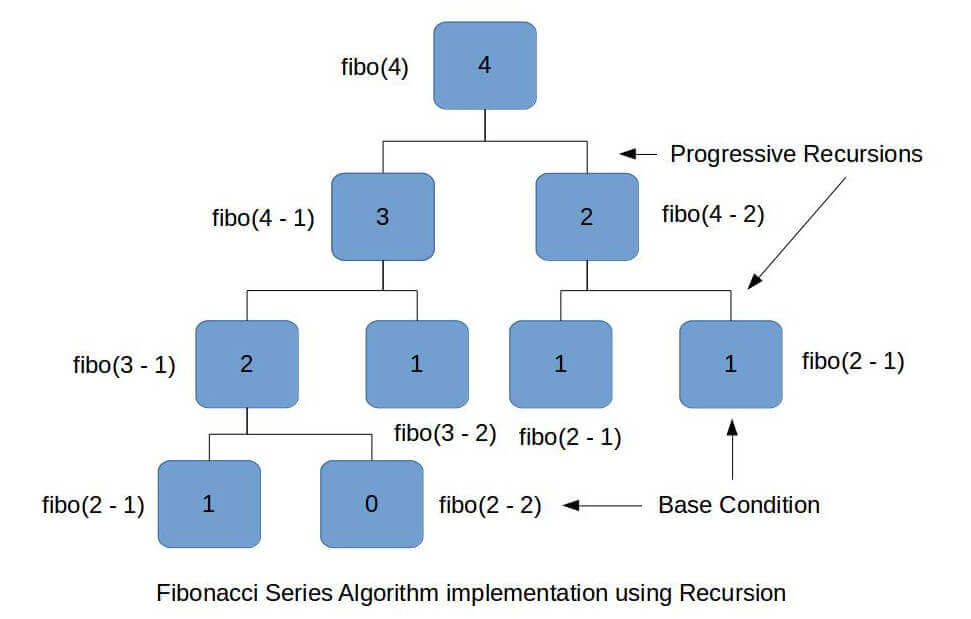 fibo(4)
4
Progressive Recursions
fibo(4 - 1)
3
2
fibo(4 - 2)
fibo(3 - 1)
2
1
1
1
fibo(2 - 1)
fibo(3 - 2)
fibo(2 - 1)
fibo(2 - 1)
1
0
fibo(2 - 2)
Base Condition
Fibonacci Series Algorithm implementation using Recursion